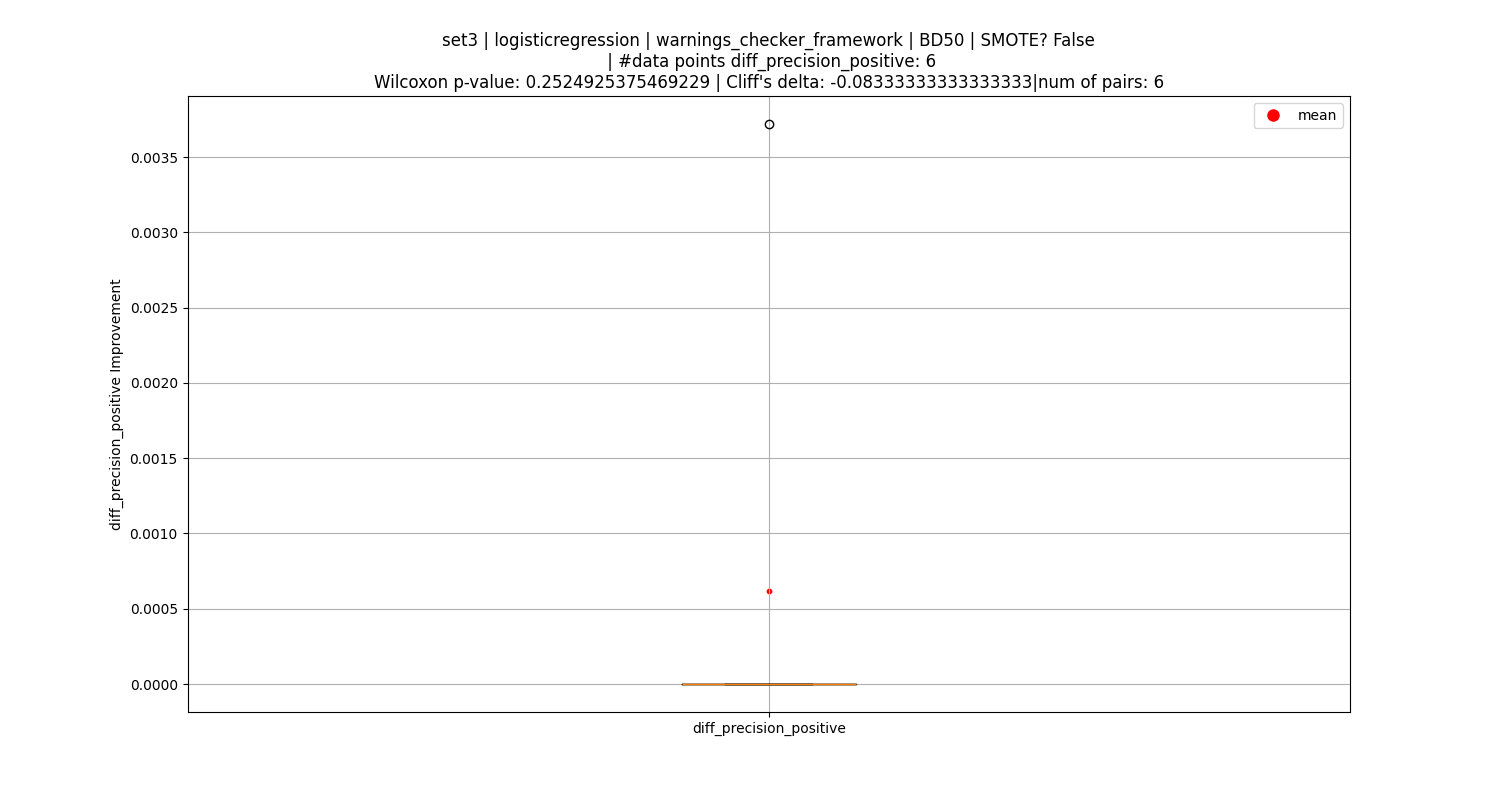 set3 | logisticregression | warnings_checker_framework | BD50 | SMOTE? False
| #data points diff_precision_positive: 6
Wilcoxon p-value: 0.2524925375469229 | Cliff's delta: -0.08333333333333333|num of pairs: 6
mean
0.0035
0.0030
0.0025
0.0020
0.0015
0.0010
0.0005
0.0000
diff_precision_positive Improvement
diff_precision_positive